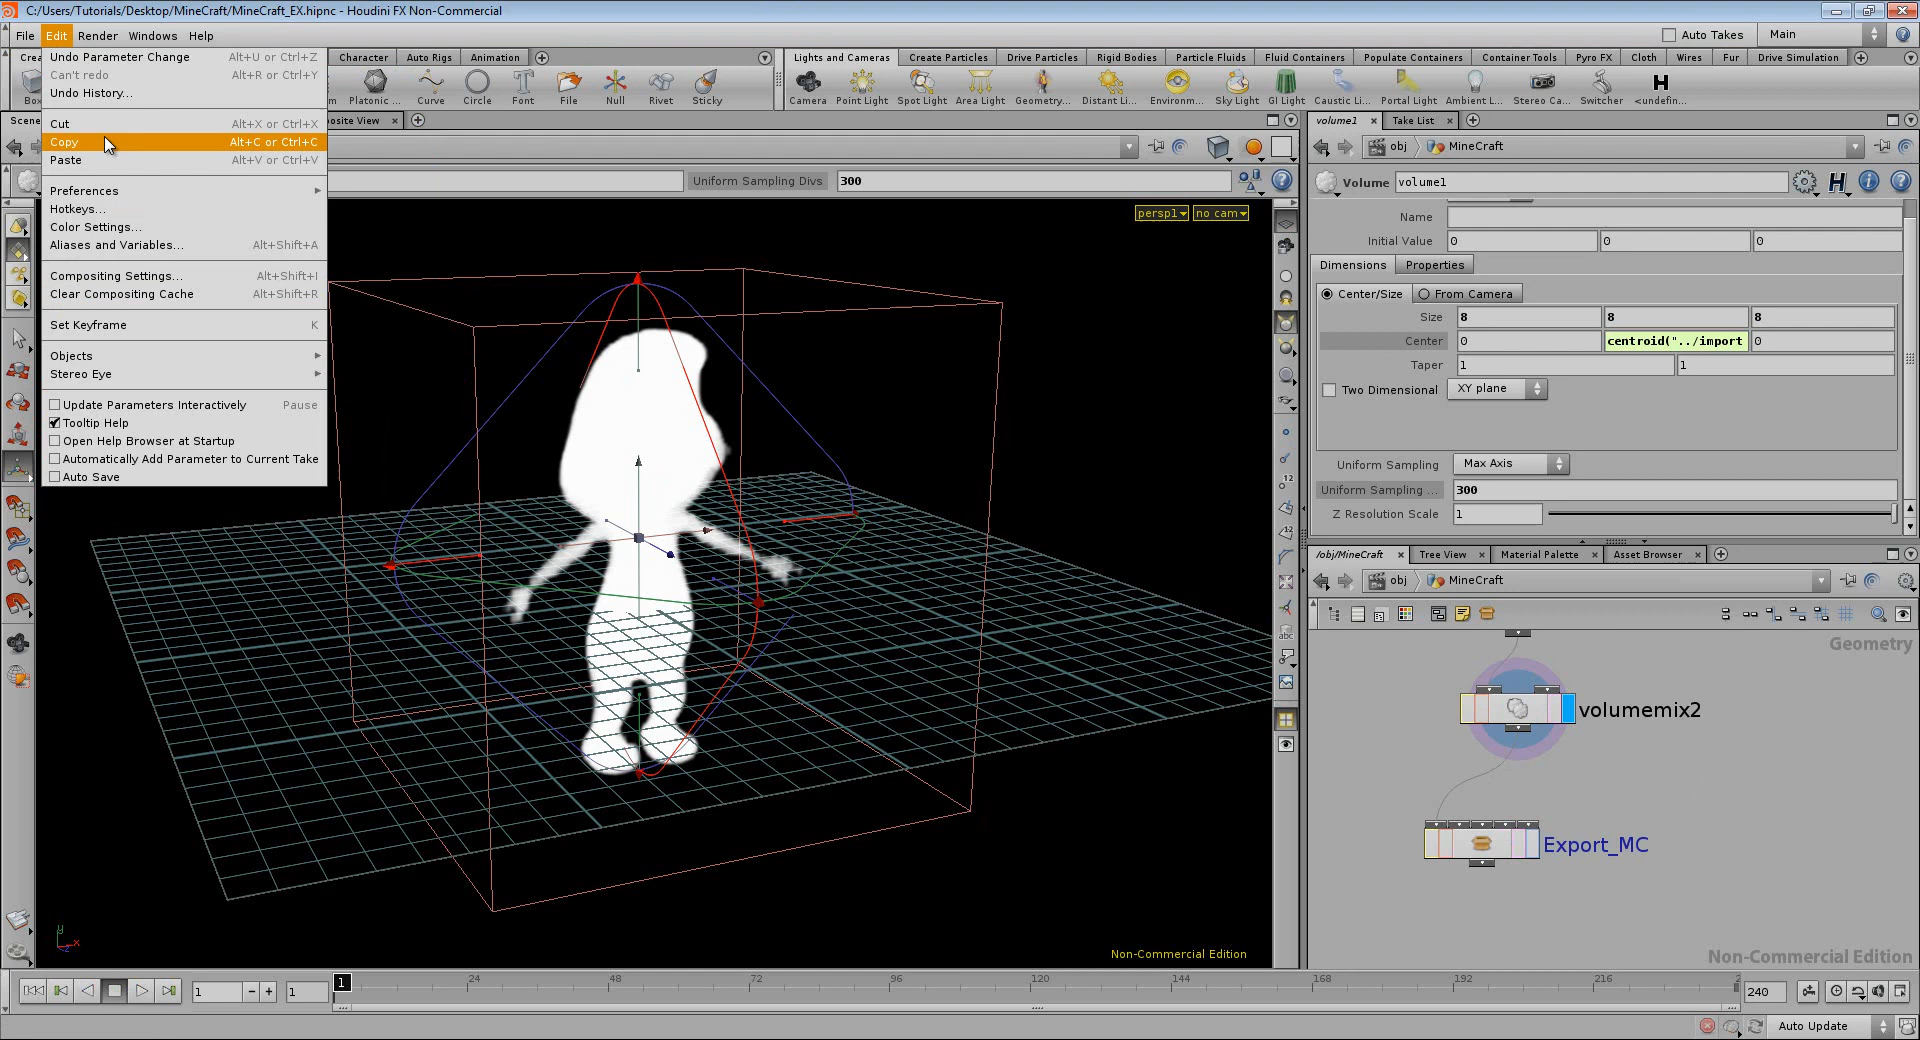 C:/Users/Tutorials/Desktop/MineCraft/MineCraft_EX.hipnc - Houdini FX Non-Commercial
File Edit Render Windows Help
Auto Takes Main
Undo Parameter Change Alt+U or Ctrl+Z
Can't redo Alt+R or Ctrl+Y
Undo History...
Cut Alt+X or Ctrl+X
Copy Alt+C or Ctrl+C
Paste Alt+V or Ctrl+V
Preferences
Hotkeys...
Color Settings...
Aliases and Variables... Alt+Shift+A
Compositing Settings... Alt+Shift+I
Clear Compositing Cache Alt+Shift+R
Set Keyframe K
Objects
Stereo Eye
Update Parameters Interactively Pause
Tooltip Help
Open Help Browser at Startup
Automatically Add Parameter to Current Take
Auto Save
Character Auto Rigs Animation
Platonic ... Curve Circle Font File Null Rivet Sticky
Lights and Cameras Create Particles Drive Particles Rigid Bodies Particle Fluids Fluid Containers Populate Containers Container Tools Pyro FX Cloth Wires Fur Drive Simulation
Camera Point Light Spot Light Area Light Geometry... Distant Li... Environm... Sky Light GI Light Caustic Li... Portal Light Ambient L... Stereo Ca... Switcher <undefin...
Uniform Sampling Divs 300
persp1 no cam
Non-Commercial Edition
volume1 Take List
obj MineCraft
Volume volume1
Name
Initial Value 0 0 0
Dimensions Properties
Center/Size From Camera
Size 8 8 8
Center 0 centroid("../import 0
Taper 1 1
Two Dimensional XY plane
Uniform Sampling Max Axis
Uniform Sampling ... 300
Z Resolution Scale 1
/obj/MineCraft Tree View Material Palette Asset Browser
obj MineCraft
Geometry
volumemix2
Export_MC
Non-Commercial Edition
1 1 1 24 48 72 96 120 144 168 192 216 240
Auto Update